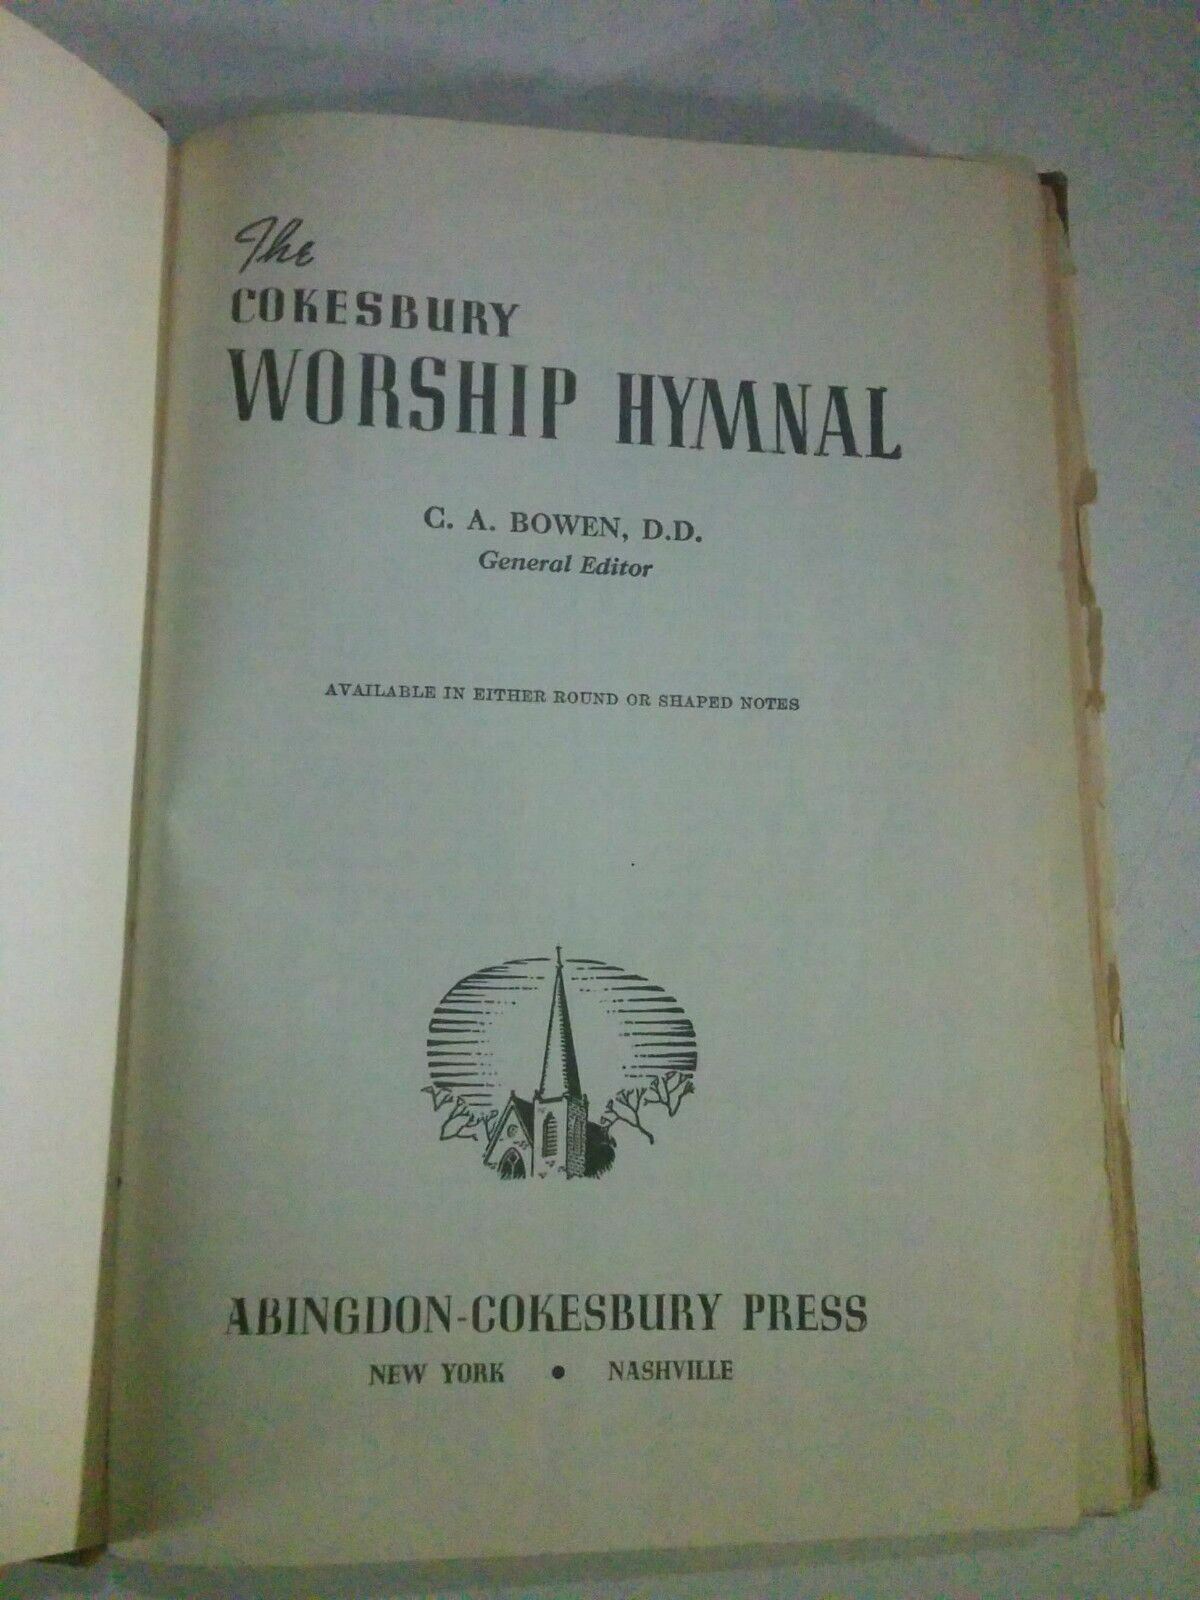 The
COKESBURY
WORSHIP HYMNAL
C. A. BOWEN, D.D.
General Editor
AVAILABLE IN EITHER ROUND OR SHAPED NOTES
ABINGDON-COKESBURY PRESS
NEW YORK • NASHVILLE